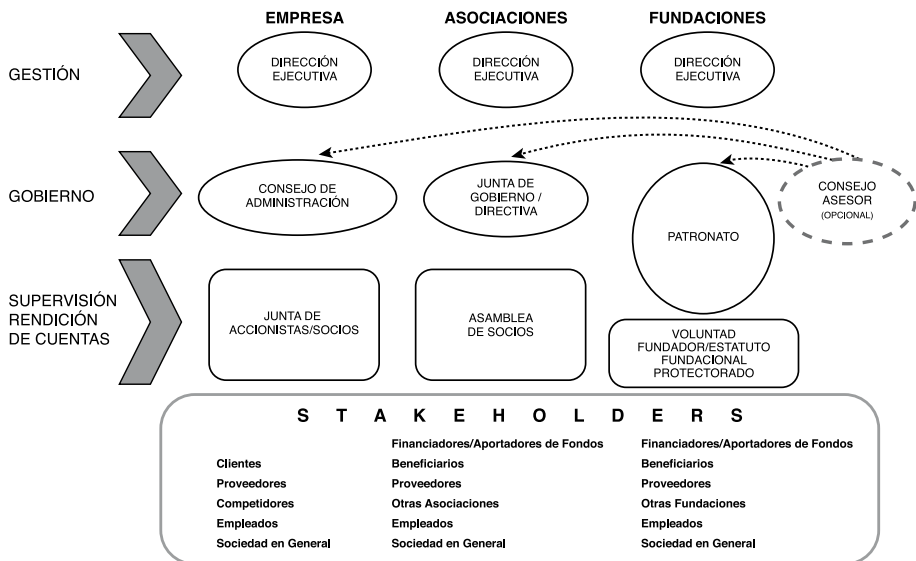 EMPRESA
ASOCIACIONES
FUNDACIONES
GESTIÓN
DIRECCIÓN
EJECUTIVA
DIRECCIÓN
EJECUTIVA
DIRECCIÓN
EJECUTIVA
GOBIERNO
CONSEJO DE
ADMINISTRACIÓN
JUNTA DE
GOBIERNO /
DIRECTIVA
PATRONATO
CONSEJO
ASESOR
(OPCIONAL)
SUPERVISIÓN
RENDICIÓN
DE CUENTAS
JUNTA DE
ACCIONISTAS/SOCIOS
ASAMBLEA
DE SOCIOS
VOLUNTAD
FUNDADOR/ESTATUTO
FUNDACIONAL
PROTECTORADO
S T A K E H O L D E R S
Clientes
Proveedores
Competidores
Empleados
Sociedad en General
Financiadores/Aportadores de Fondos
Beneficiarios
Proveedores
Otras Asociaciones
Empleados
Sociedad en General
Financiadores/Aportadores de Fondos
Beneficiarios
Proveedores
Otras Fundaciones
Empleados
Sociedad en General